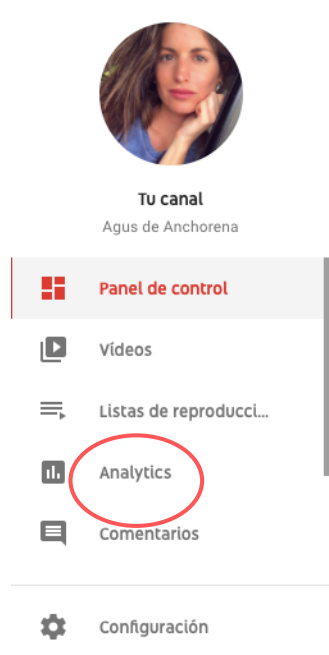 Tu canal
Agus de Anchorena
Panel de control
Vídeos
Listas de reproducci...
Analytics
Comentarios
Configuración